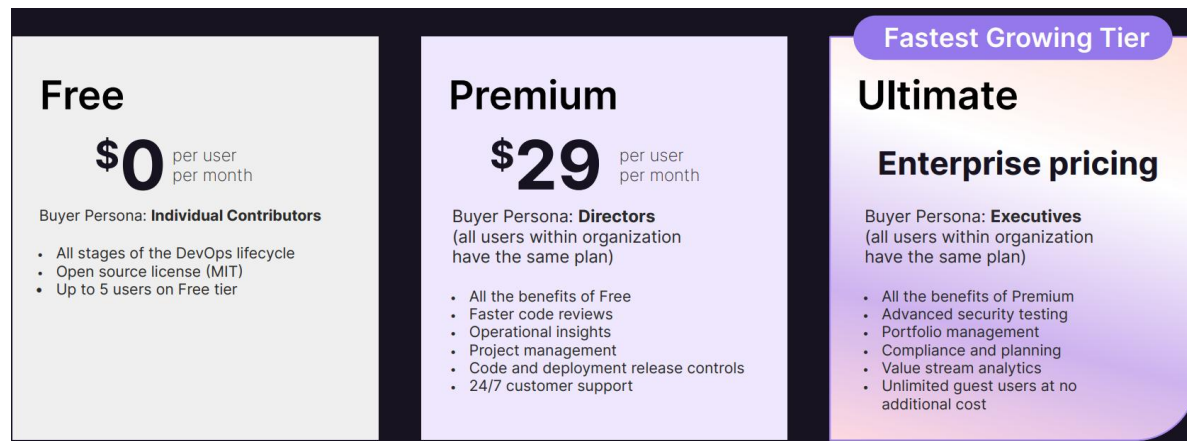 Free
$0 per user
per month
Buyer Persona: Individual Contributors
• All stages of the DevOps lifecycle
• Open source license (MIT)
• Up to 5 users on Free tier
Premium
$29 per user
per month
Buyer Persona: Directors
(all users within organization
have the same plan)
• All the benefits of Free
• Faster code reviews
• Operational insights
• Project management
• Code and deployment release controls
• 24/7 customer support
Fastest Growing Tier
Ultimate
Enterprise pricing
Buyer Persona: Executives
(all users within organization
have the same plan)
• All the benefits of Premium
• Advanced security testing
• Portfolio management
• Compliance and planning
• Value stream analytics
• Unlimited guest users at no
additional cost